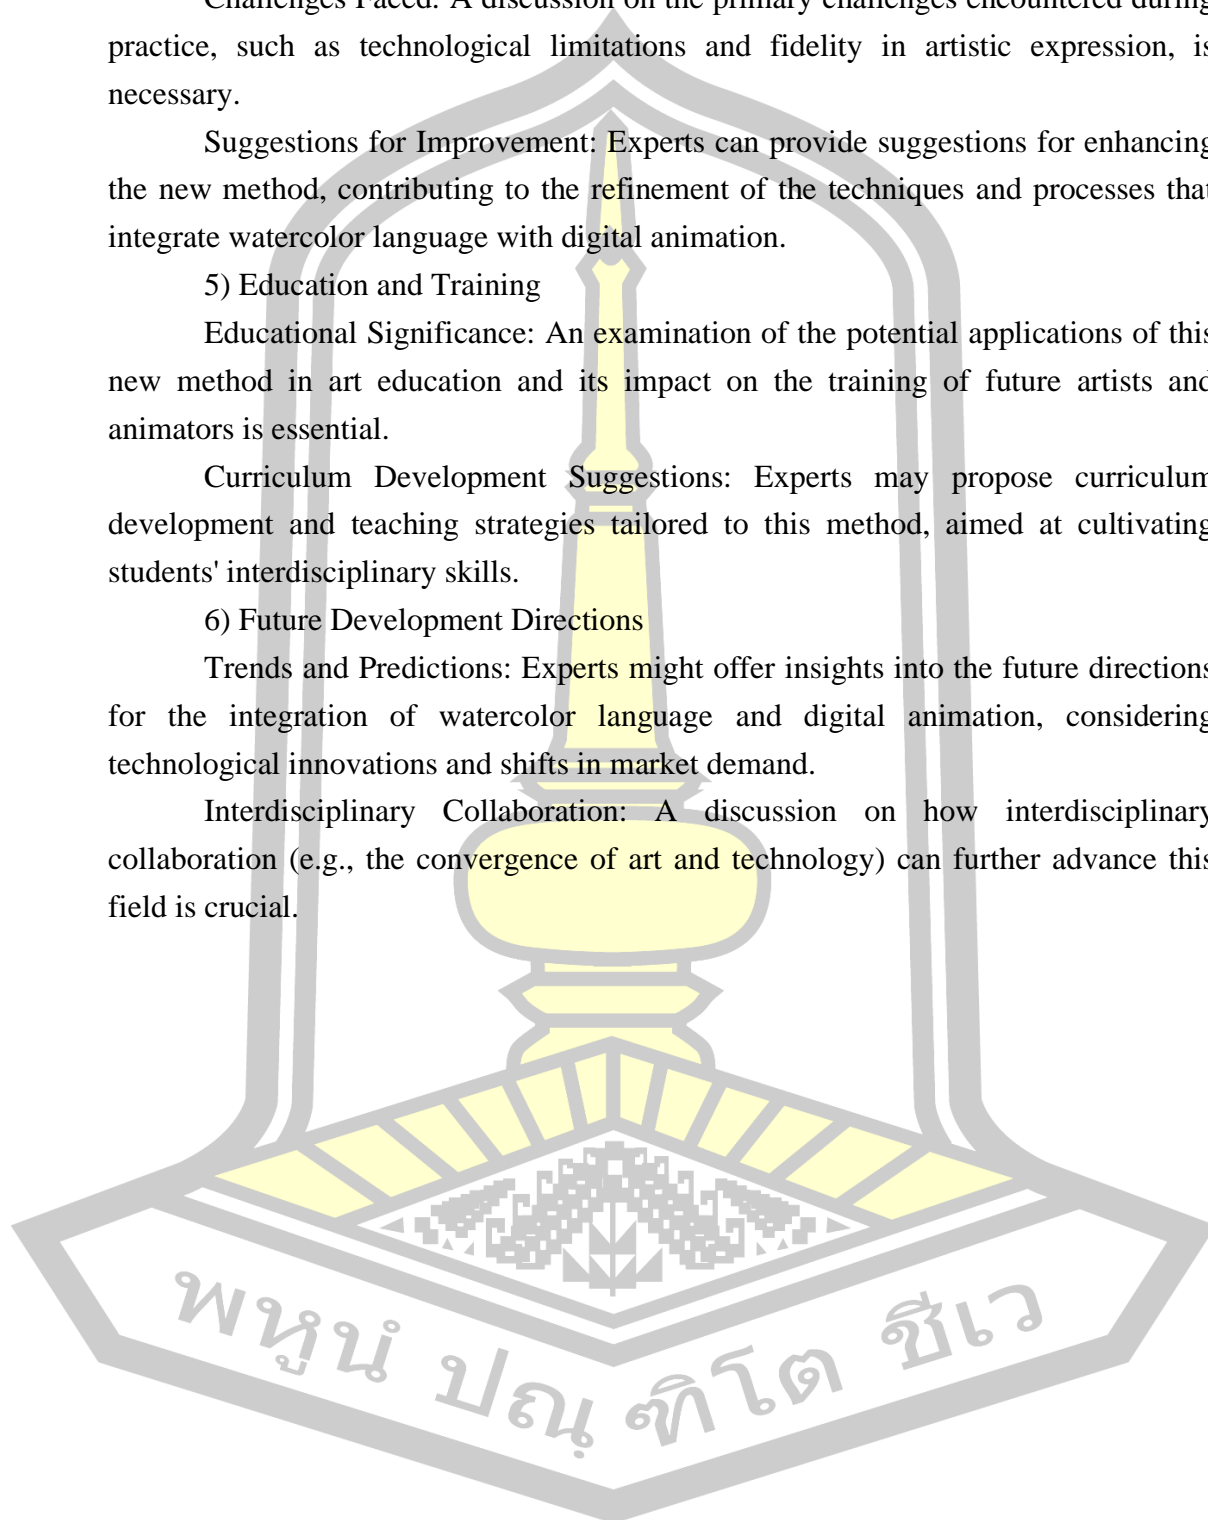 Challenges Faced: A discussion on the primary challenges encountered during
practice, such as technological limitations and fidelity in artistic expression, is
necessary.
Suggestions for Improvement: Experts can provide suggestions for enhancing
the new method, contributing to the refinement of the techniques and processes that
integrate watercolor language with digital animation.
5) Education and Training
Educational Significance: An examination of the potential applications of this
new method in art education and its impact on the training of future artists and
animators is essential.
Curriculum Development Suggestions: Experts may propose curriculum
development and teaching strategies tailored to this method, aimed at cultivating
students' interdisciplinary skills.
6) Future Development Directions
Trends and Predictions: Experts might offer insights into the future directions
for the integration of watercolor language and digital animation, considering
technological innovations and shifts in market demand.
Interdisciplinary Collaboration: A discussion on how interdisciplinary
collaboration (e.g., the convergence of art and technology) can further advance this
field is crucial.
พหูนํ ปณฺฑิโต ชีเว